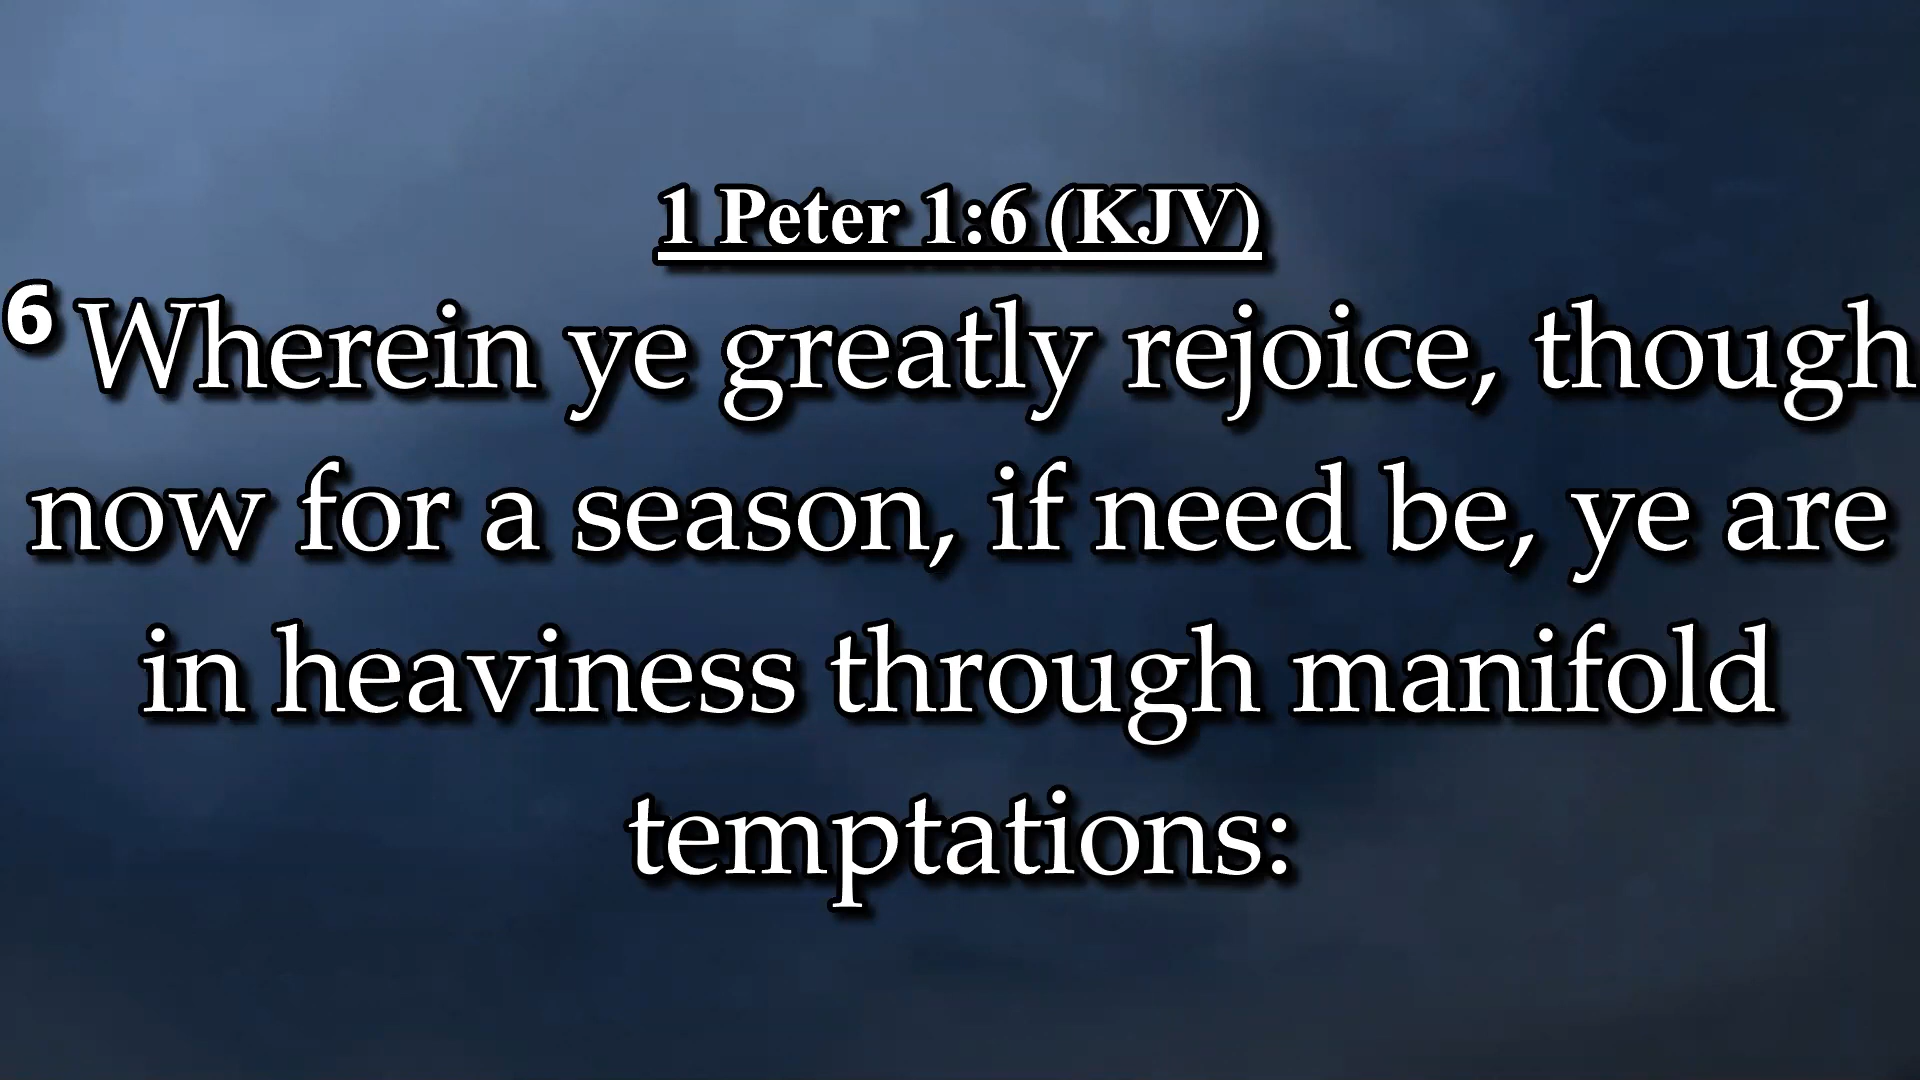 1 Peter 1:6 (KJV)
6 Wherein ye greatly rejoice, though
now for a season, if need be, ye are
in heaviness through manifold
temptations: